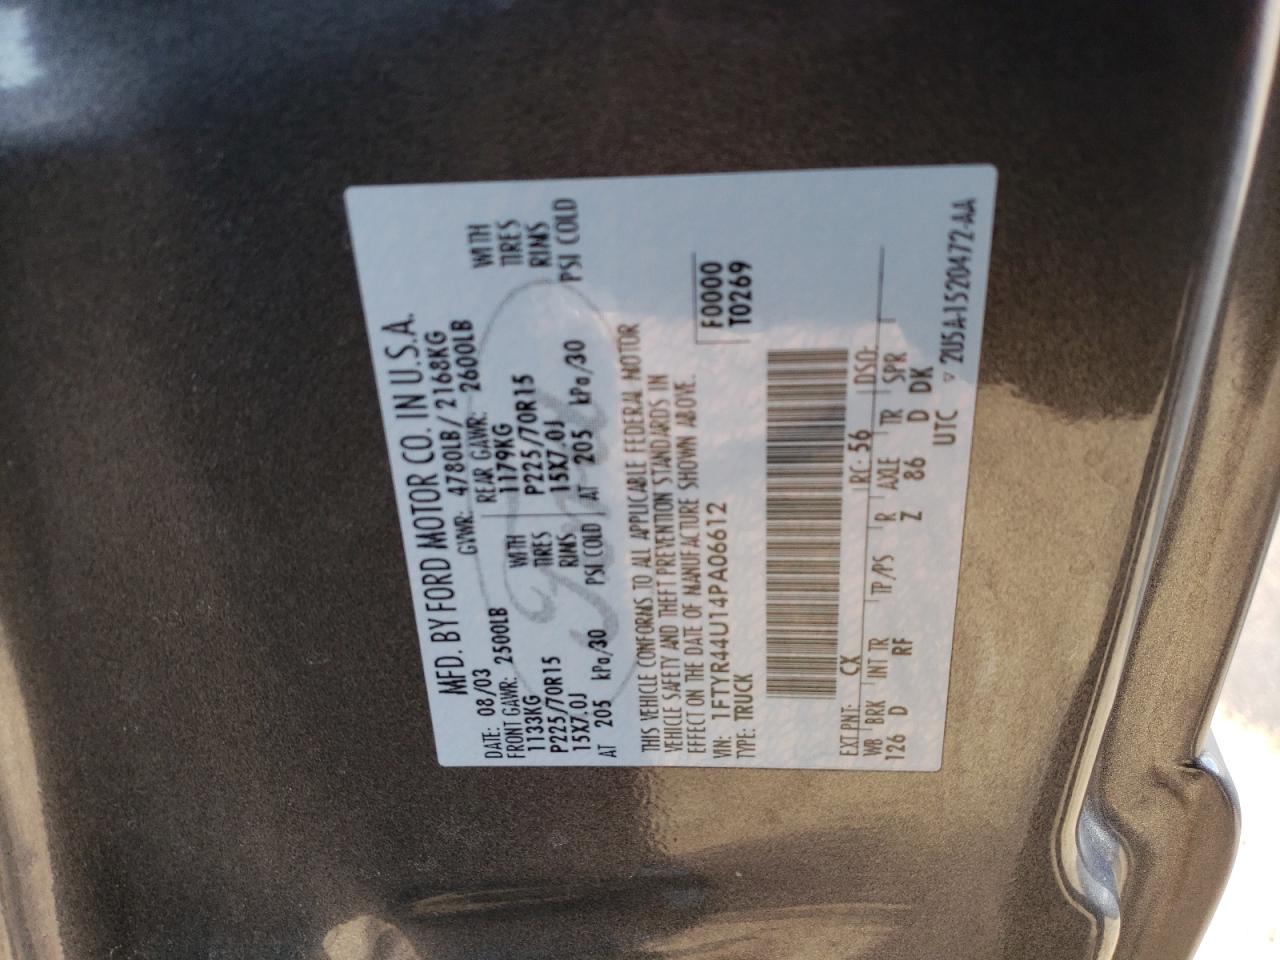 MFD. BY FORD MOTOR CO. IN U.S.A.
DATE: 08/03 GVWR: 4780LB/2168KG
FRONT GAWR: 2500LB REAR GAWR: 2600LB
1133KG WITH 1179KG WITH
P225/70R15 TIRES P225/70R15 TIRES
15X7.0J RIMS 15X7.0J RIMS
AT 205 kPa/30 PSI COLD AT 205 kPa/30 PSI COLD
THIS VEHICLE CONFORMS TO ALL APPLICABLE FEDERAL MOTOR
VEHICLE SAFETY AND THEFT PREVENTION STANDARDS IN
EFFECT ON THE DATE OF MANUFACTURE SHOWN ABOVE.
VIN: 1FTYR44U14PA06612 F0000
TYPE: TRUCK T0269
EXT PNT: CX RC: 56 DSO:
WB BRK INT TR TP/PS R AXLE TR SPR
126 D RF Z 86 D DK
UTC ▽ 2U5A-1520472-AA
Ford